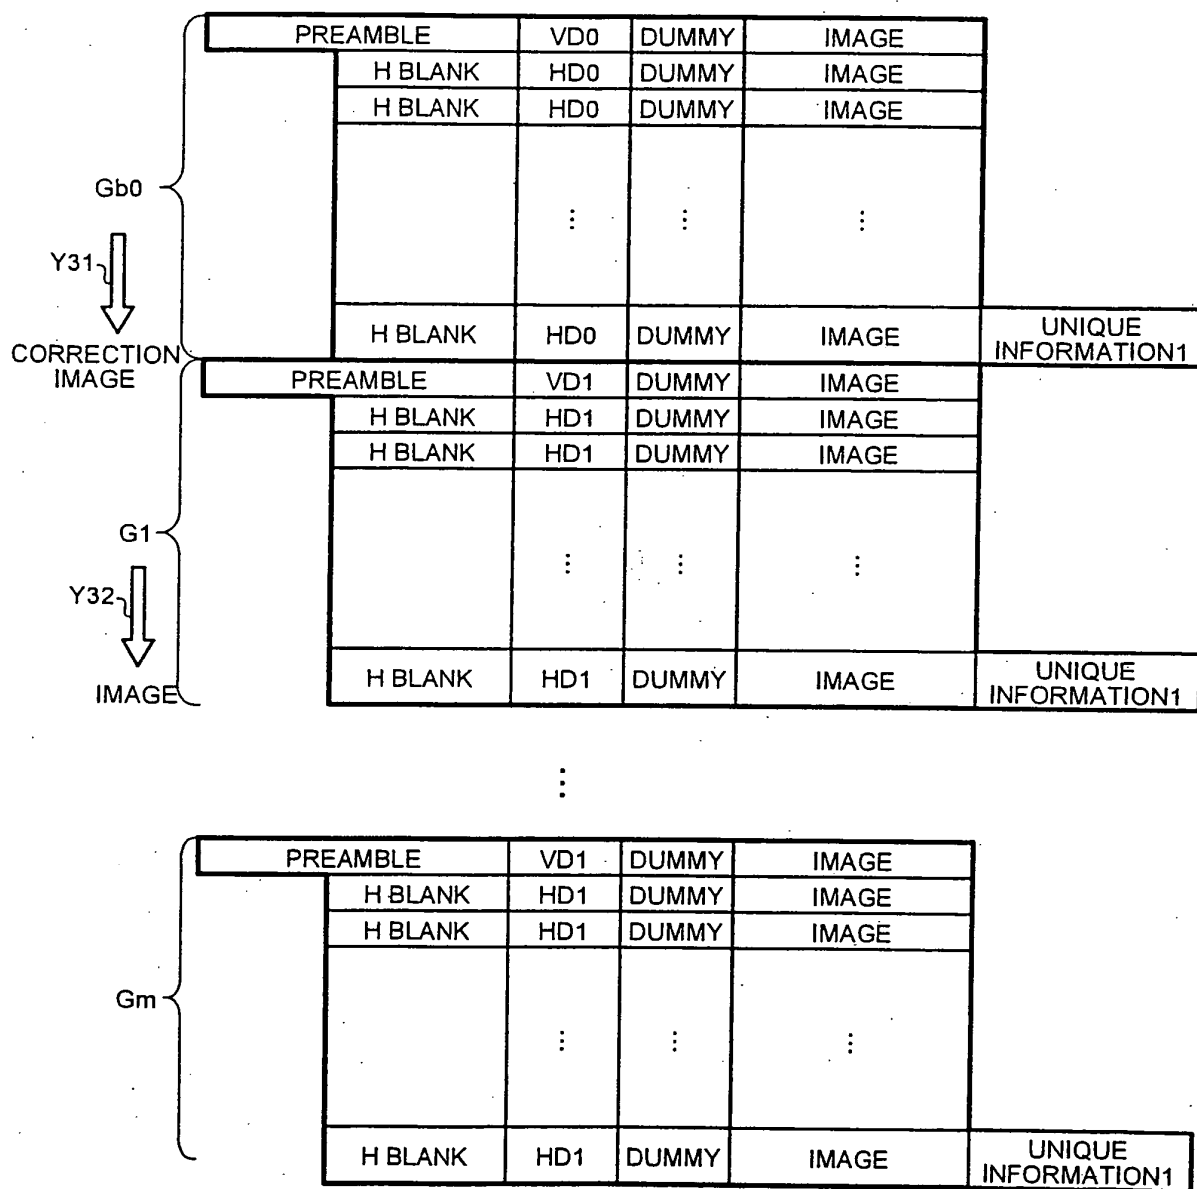 PREAMBLE VD0 DUMMY IMAGE
H BLANK HD0 DUMMY IMAGE
H BLANK HD0 DUMMY IMAGE
Gb0
⋮ ⋮ ⋮
Y31
H BLANK HD0 DUMMY IMAGE UNIQUE
INFORMATION1
CORRECTION
IMAGE
PREAMBLE VD1 DUMMY IMAGE
H BLANK HD1 DUMMY IMAGE
H BLANK HD1 DUMMY IMAGE
G1
⋮ ⋮ ⋮
Y32
H BLANK HD1 DUMMY IMAGE UNIQUE
INFORMATION1
IMAGE
⋮
PREAMBLE VD1 DUMMY IMAGE
H BLANK HD1 DUMMY IMAGE
H BLANK HD1 DUMMY IMAGE
Gm
⋮ ⋮ ⋮
H BLANK HD1 DUMMY IMAGE UNIQUE
INFORMATION1